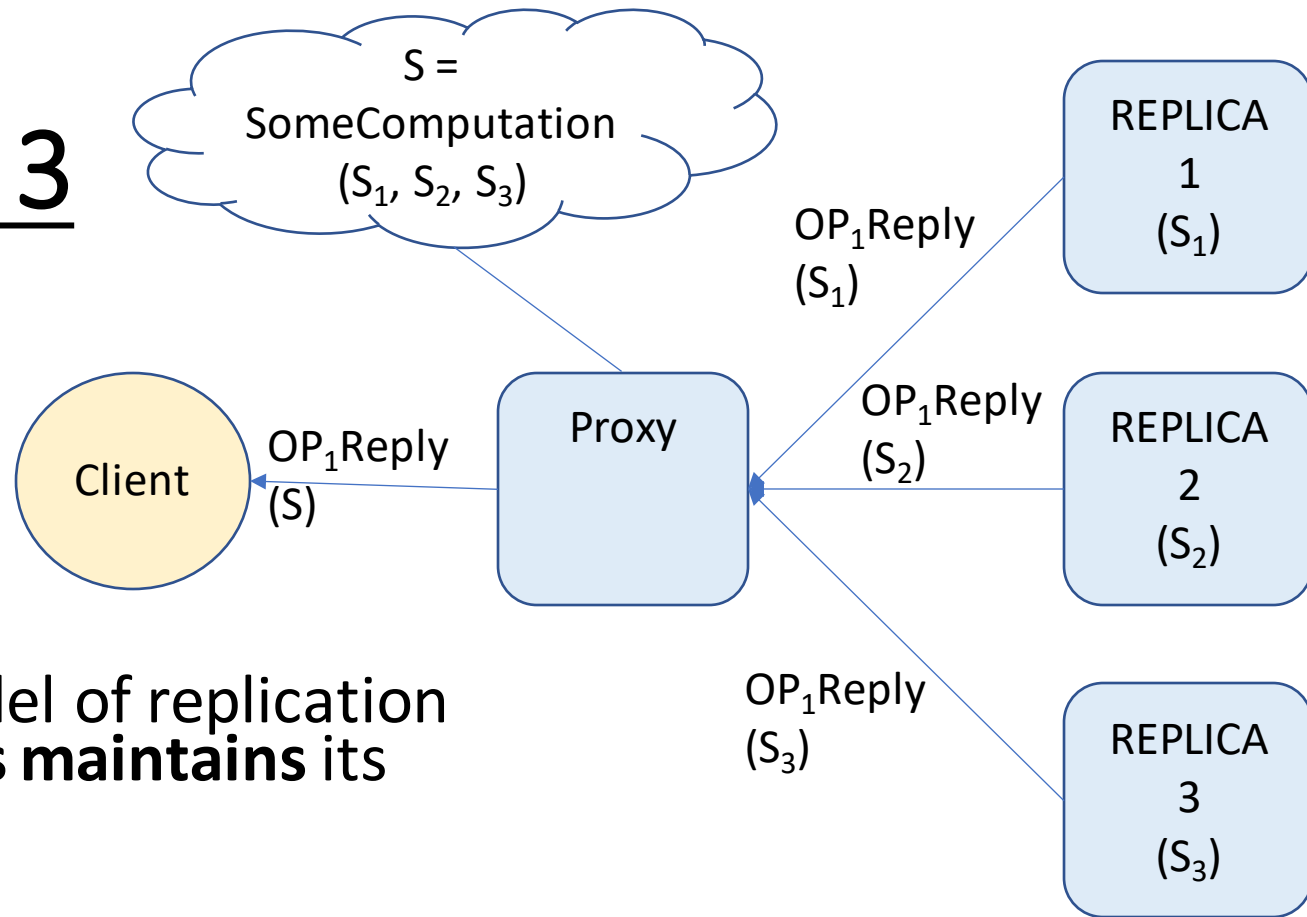 3
S =
SomeComputation
(S₁, S₂, S₃)
REPLICA
1
(S₁)
OP₁Reply
(S₁)
Client
OP₁Reply
(S)
Proxy
OP₁Reply
(S₂)
REPLICA
2
(S₂)
OP₁Reply
(S₃)
REPLICA
3
(S₃)
of replication
maintains its